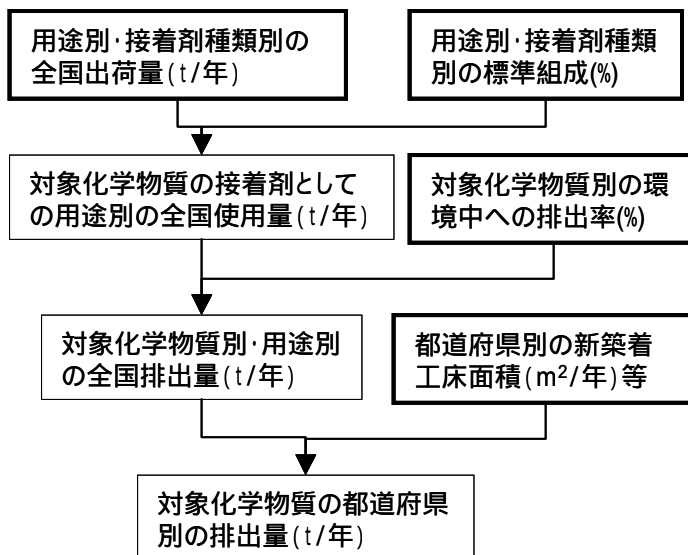 用途別･接着剤種類別の
全国出荷量(t/年)
用途別･接着剤種類
別の標準組成(%)
対象化学物質の接着剤として
の用途別の全国使用量(t/年)
対象化学物質別の環
境中への排出率(%)
対象化学物質別･用途別
の全国排出量(t/年)
都道府県別の新築着
工床面積(m²/年)等
対象化学物質の都道府県
別の排出量(t/年)